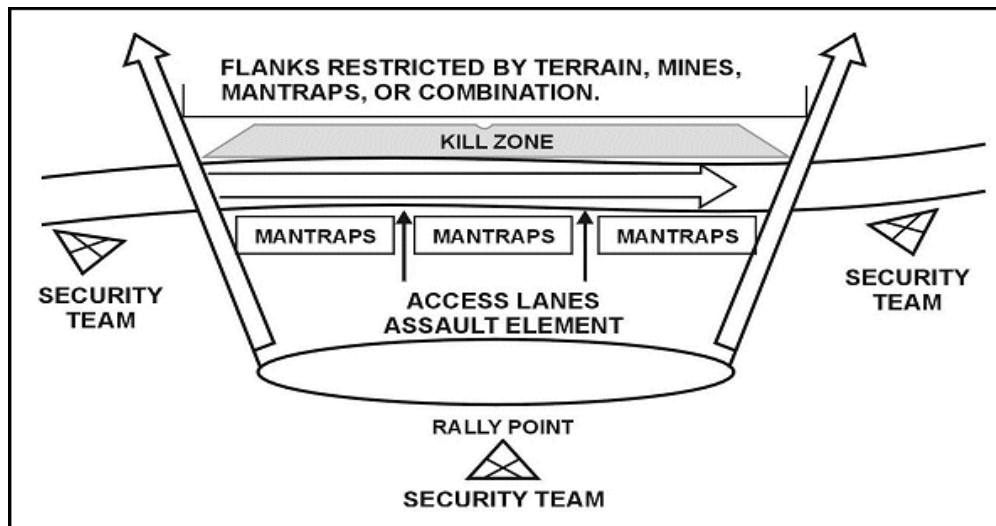 FLANKS RESTRICTED BY TERRAIN, MINES,
MANTRAPS, OR COMBINATION.
KILL ZONE
MANTRAPS
MANTRAPS
MANTRAPS
SECURITY
TEAM
ACCESS LANES
ASSAULT ELEMENT
SECURITY
TEAM
RALLY POINT
SECURITY TEAM